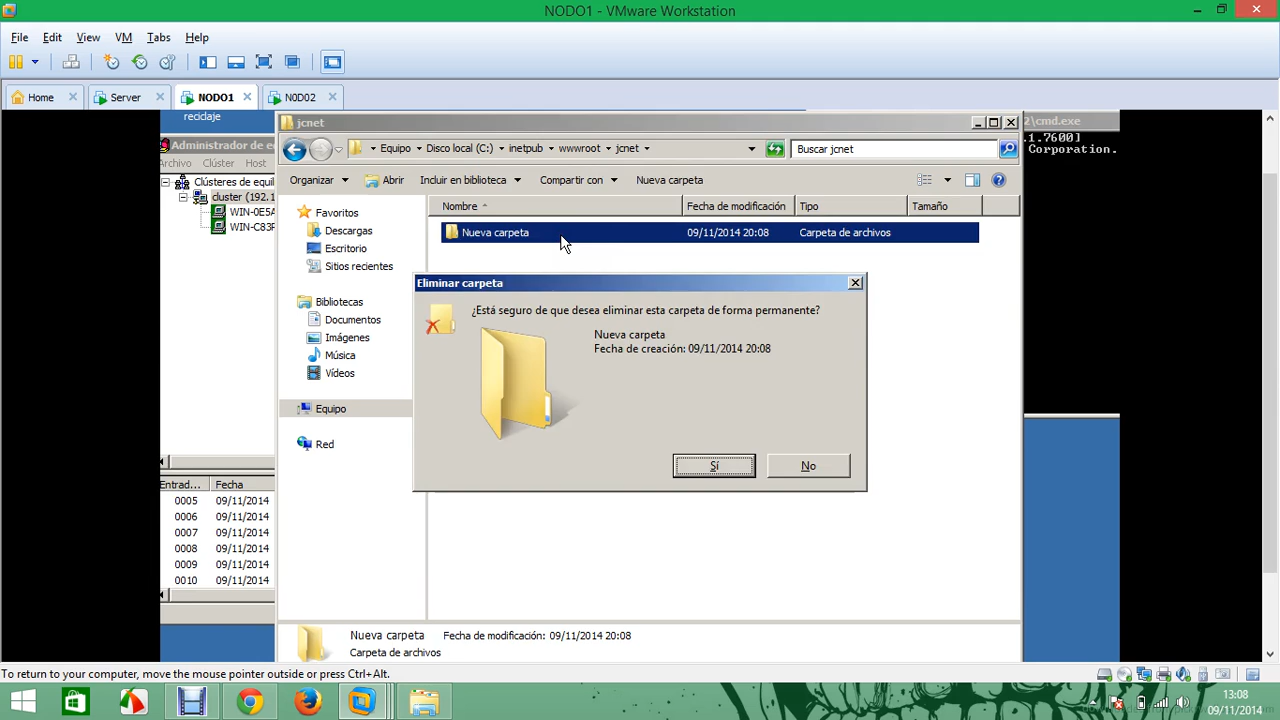 NODO1 - VMware Workstation
File Edit View VM Tabs Help
Home Server NODO1 N0D02
reciclaje
jcnet
2\cmd.exe
Administrador de e
.1.7600]
Corporation.
Equipo Disco local (C:) inetpub wwwroot jcnet
Buscar jcnet
Archivo Clúster Host
Organizar Abrir Incluir en biblioteca Compartir con Nueva carpeta
Clústeres de equil
cluster (192.1
WIN-0E5A
WIN-C83F
Favoritos
Descargas
Escritorio
Sitios recientes
Bibliotecas
Documentos
Imágenes
Música
Vídeos
Equipo
Red
Nombre Fecha de modificación Tipo Tamaño
Nueva carpeta 09/11/2014 20:08 Carpeta de archivos
Eliminar carpeta
¿Está seguro de que desea eliminar esta carpeta de forma permanente?
Nueva carpeta
Fecha de creación: 09/11/2014 20:08
Sí No
Entrad... Fecha
0005 09/11/2014
0006 09/11/2014
0007 09/11/2014
0008 09/11/2014
0009 09/11/2014
0010 09/11/2014
Nueva carpeta Fecha de modificación: 09/11/2014 20:08
Carpeta de archivos
To return to your computer, move the mouse pointer outside or press Ctrl+Alt.
13:08
09/11/2014